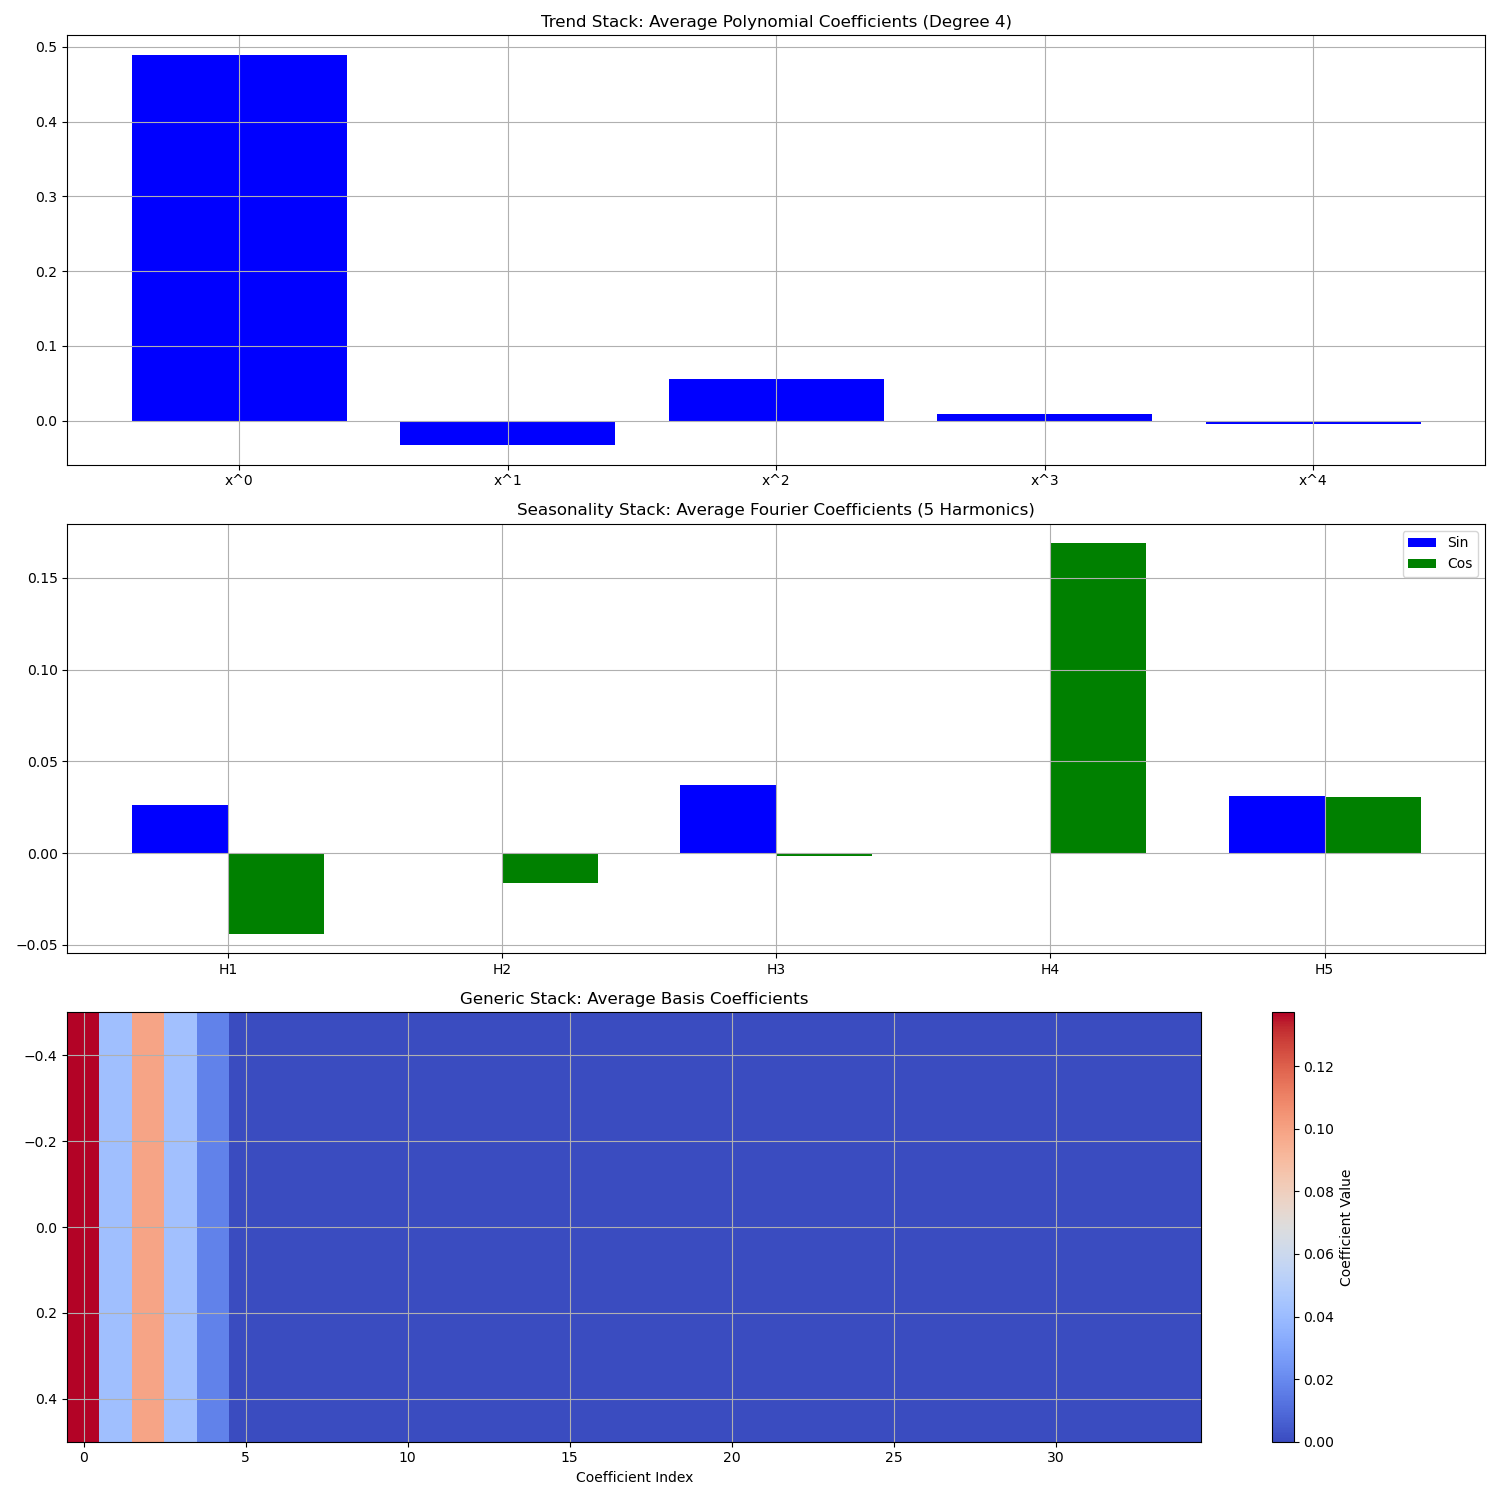 Trend Stack: Average Polynomial Coefficients (Degree 4)
0.5
0.4
0.3
0.2
0.1
0.0
x^0 x^1 x^2 x^3 x^4
Seasonality Stack: Average Fourier Coefficients (5 Harmonics)
Sin
Cos
0.15
0.10
0.05
0.00
−0.05
H1 H2 H3 H4 H5
Generic Stack: Average Basis Coefficients
−0.4
−0.2
0.0
0.2
0.4
0 5 10 15 20 25 30
Coefficient Index
0.12
0.10
0.08
0.06
0.04
0.02
0.00
Coefficient Value